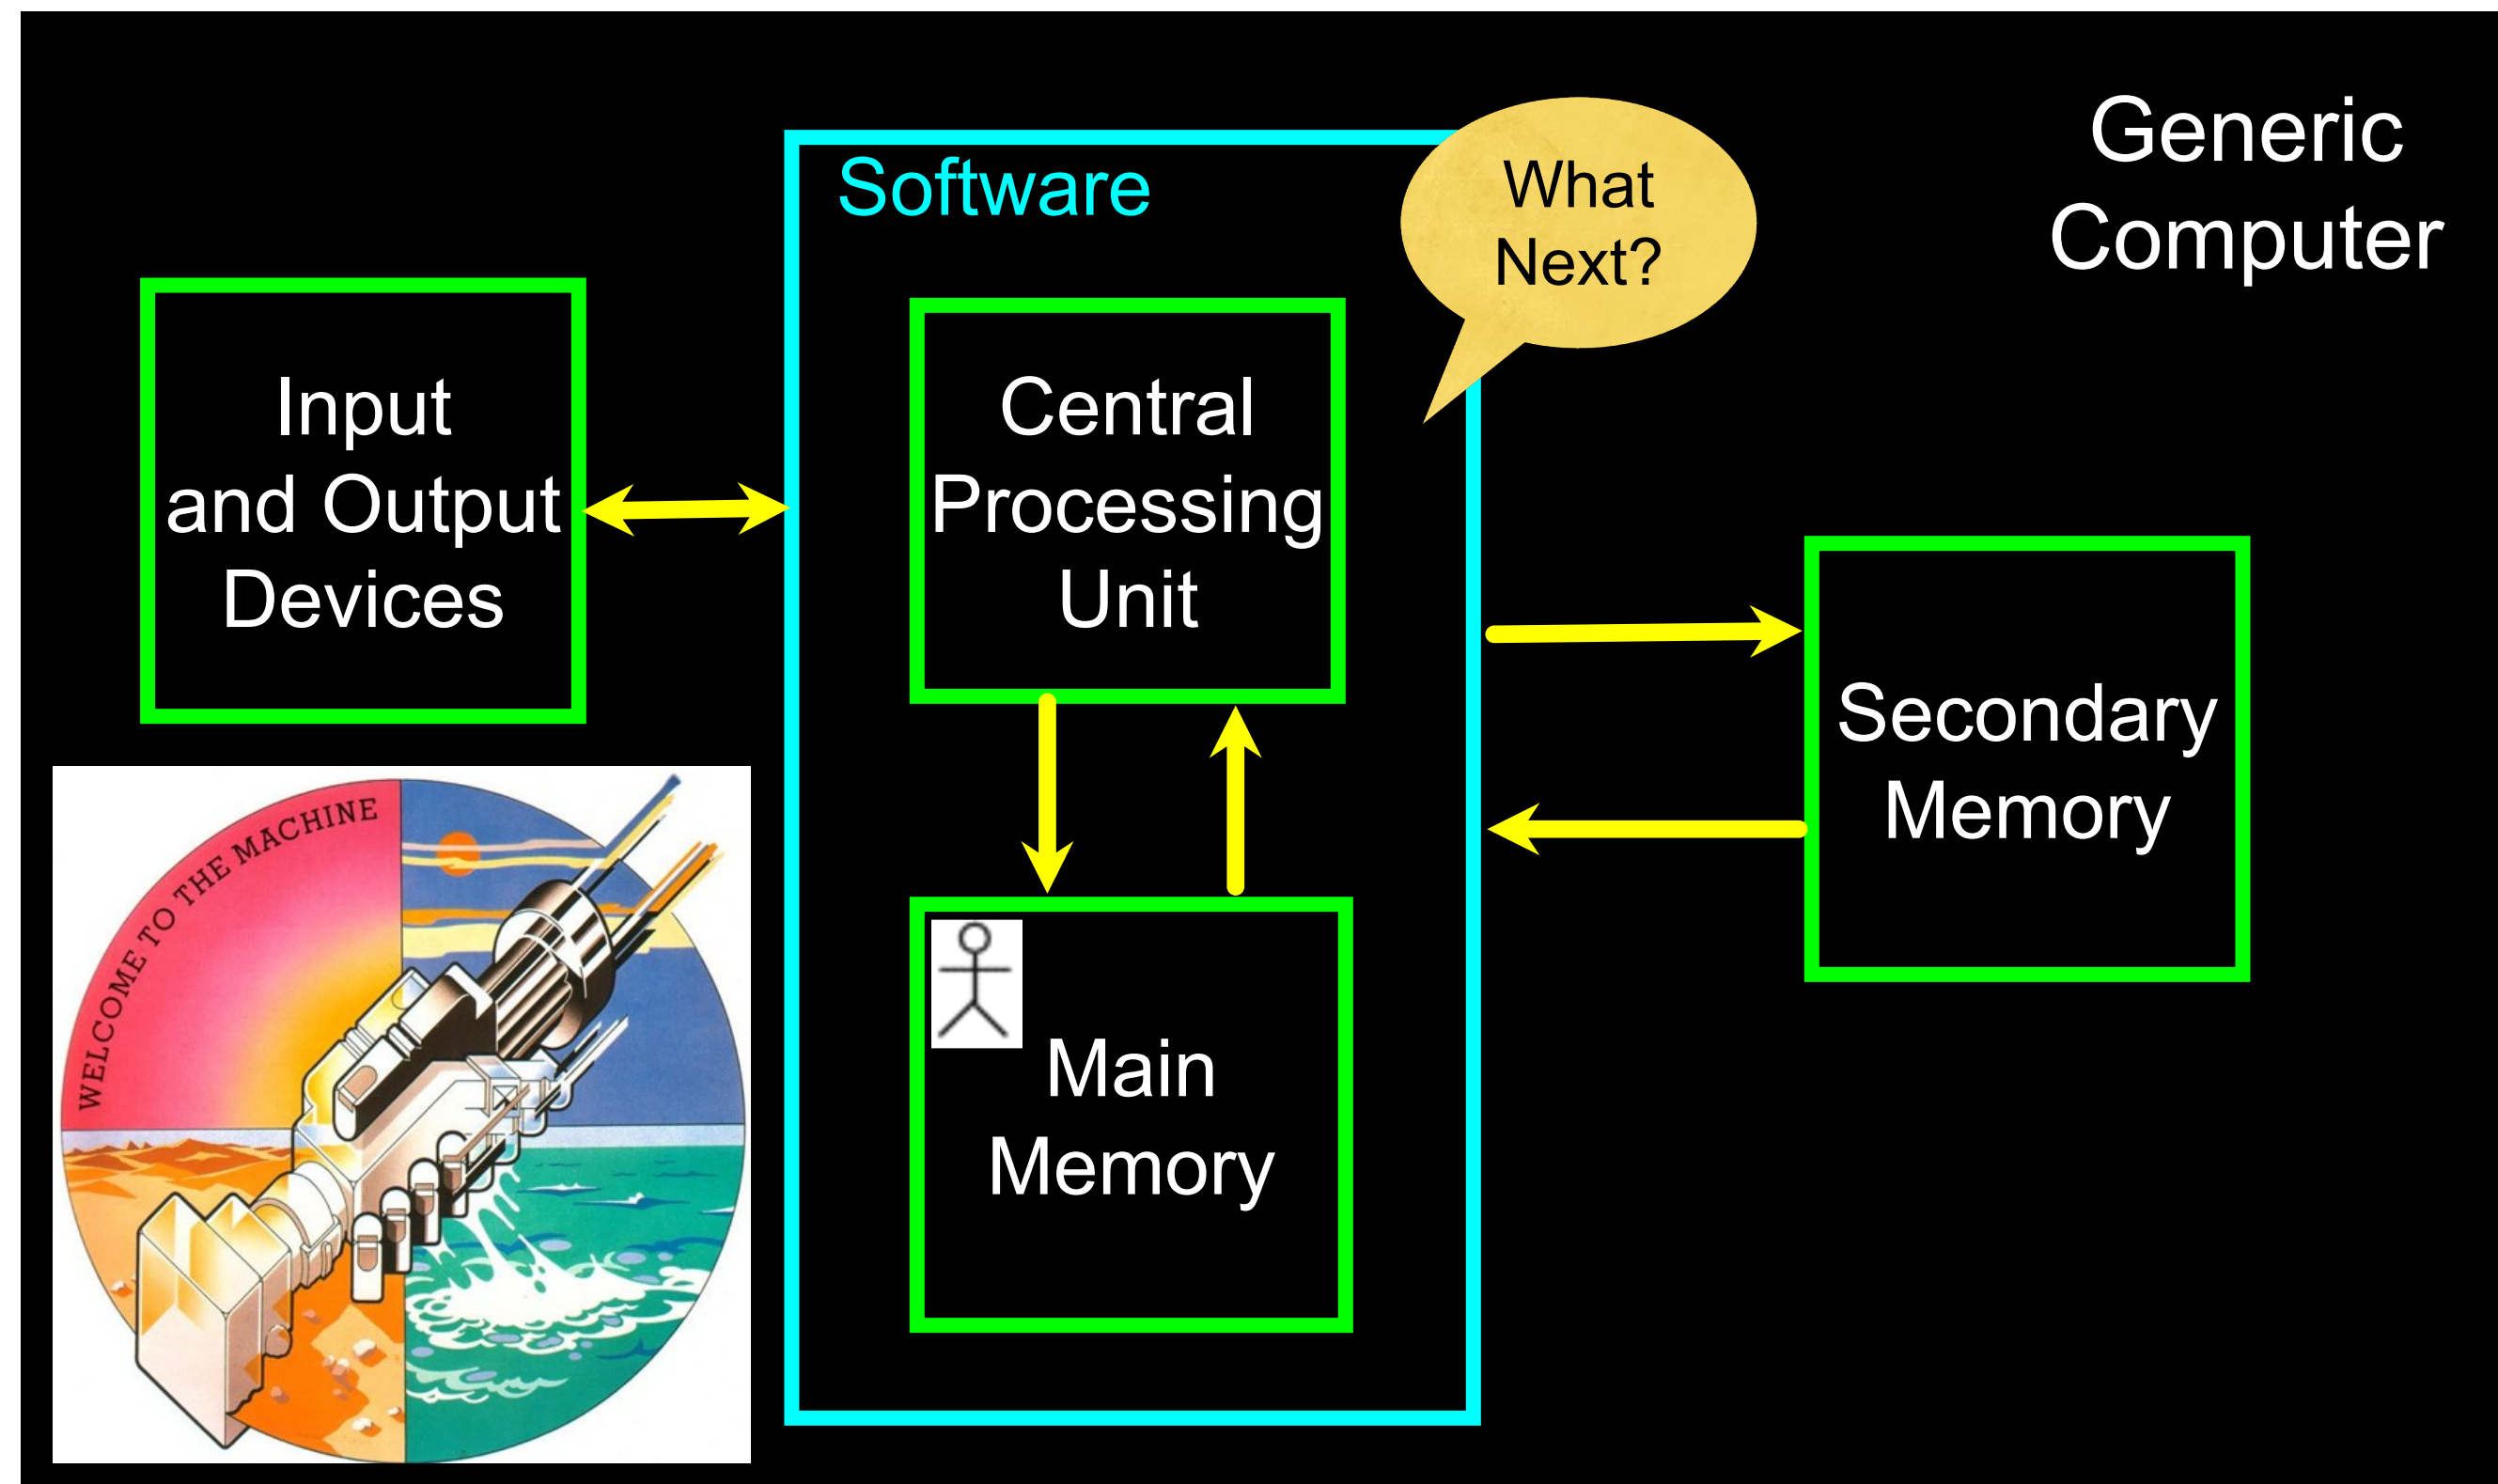 Generic
Computer
Software
What
Next?
Input
and Output
Devices
Central
Processing
Unit
Secondary
Memory
Main
Memory
WELCOME TO THE MACHINE